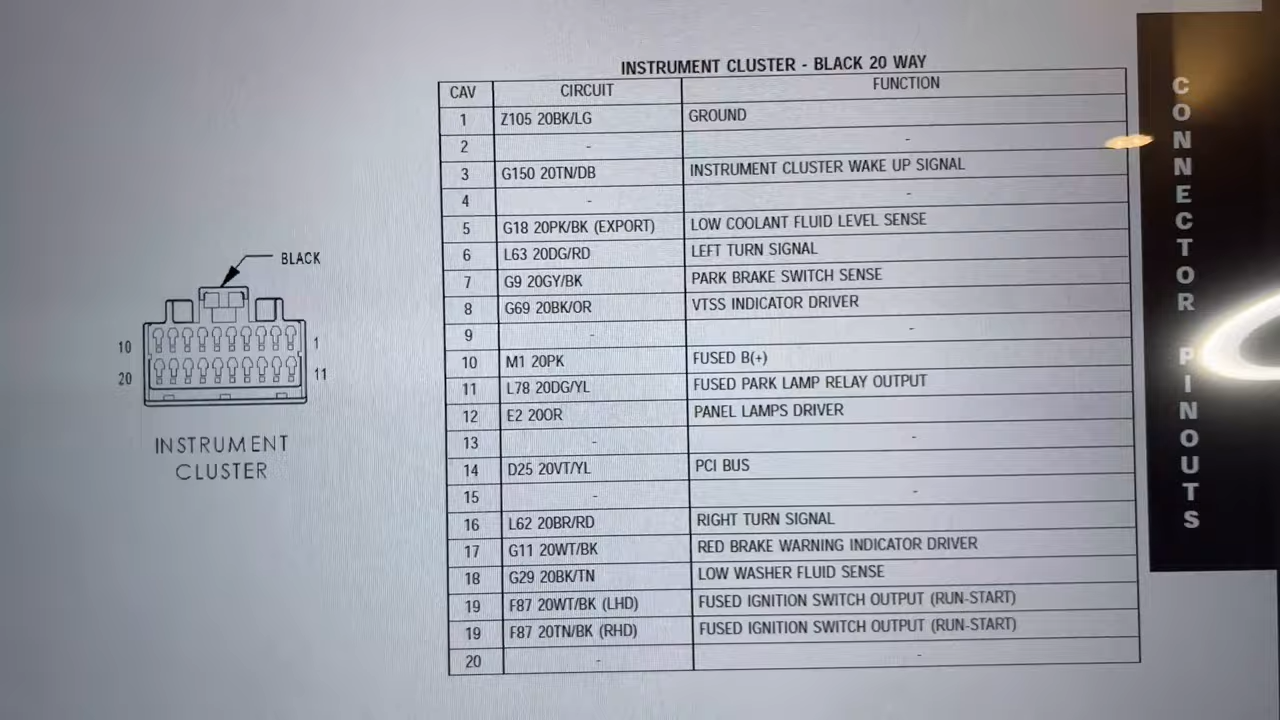 INSTRUMENT CLUSTER - BLACK 20 WAY
CAV CIRCUIT FUNCTION
1 Z105 20BK/LG GROUND
2 - -
3 G150 20TN/DB INSTRUMENT CLUSTER WAKE UP SIGNAL
4 - -
5 G18 20PK/BK (EXPORT) LOW COOLANT FLUID LEVEL SENSE
6 L63 20DG/RD LEFT TURN SIGNAL
7 G9 20GY/BK PARK BRAKE SWITCH SENSE
8 G69 20BK/OR VTSS INDICATOR DRIVER
9 - -
10 M1 20PK FUSED B(+)
11 L78 20DG/YL FUSED PARK LAMP RELAY OUTPUT
12 E2 20OR PANEL LAMPS DRIVER
13 - -
14 D25 20VT/YL PCI BUS
15 - -
16 L62 20BR/RD RIGHT TURN SIGNAL
17 G11 20WT/BK RED BRAKE WARNING INDICATOR DRIVER
18 G29 20BK/TN LOW WASHER FLUID SENSE
19 F87 20WT/BK (LHD) FUSED IGNITION SWITCH OUTPUT (RUN-START)
19 F87 20TN/BK (RHD) FUSED IGNITION SWITCH OUTPUT (RUN-START)
20 - -
BLACK
10 1
20 11
INSTRUMENT
CLUSTER
CONNECTOR PINOUTS